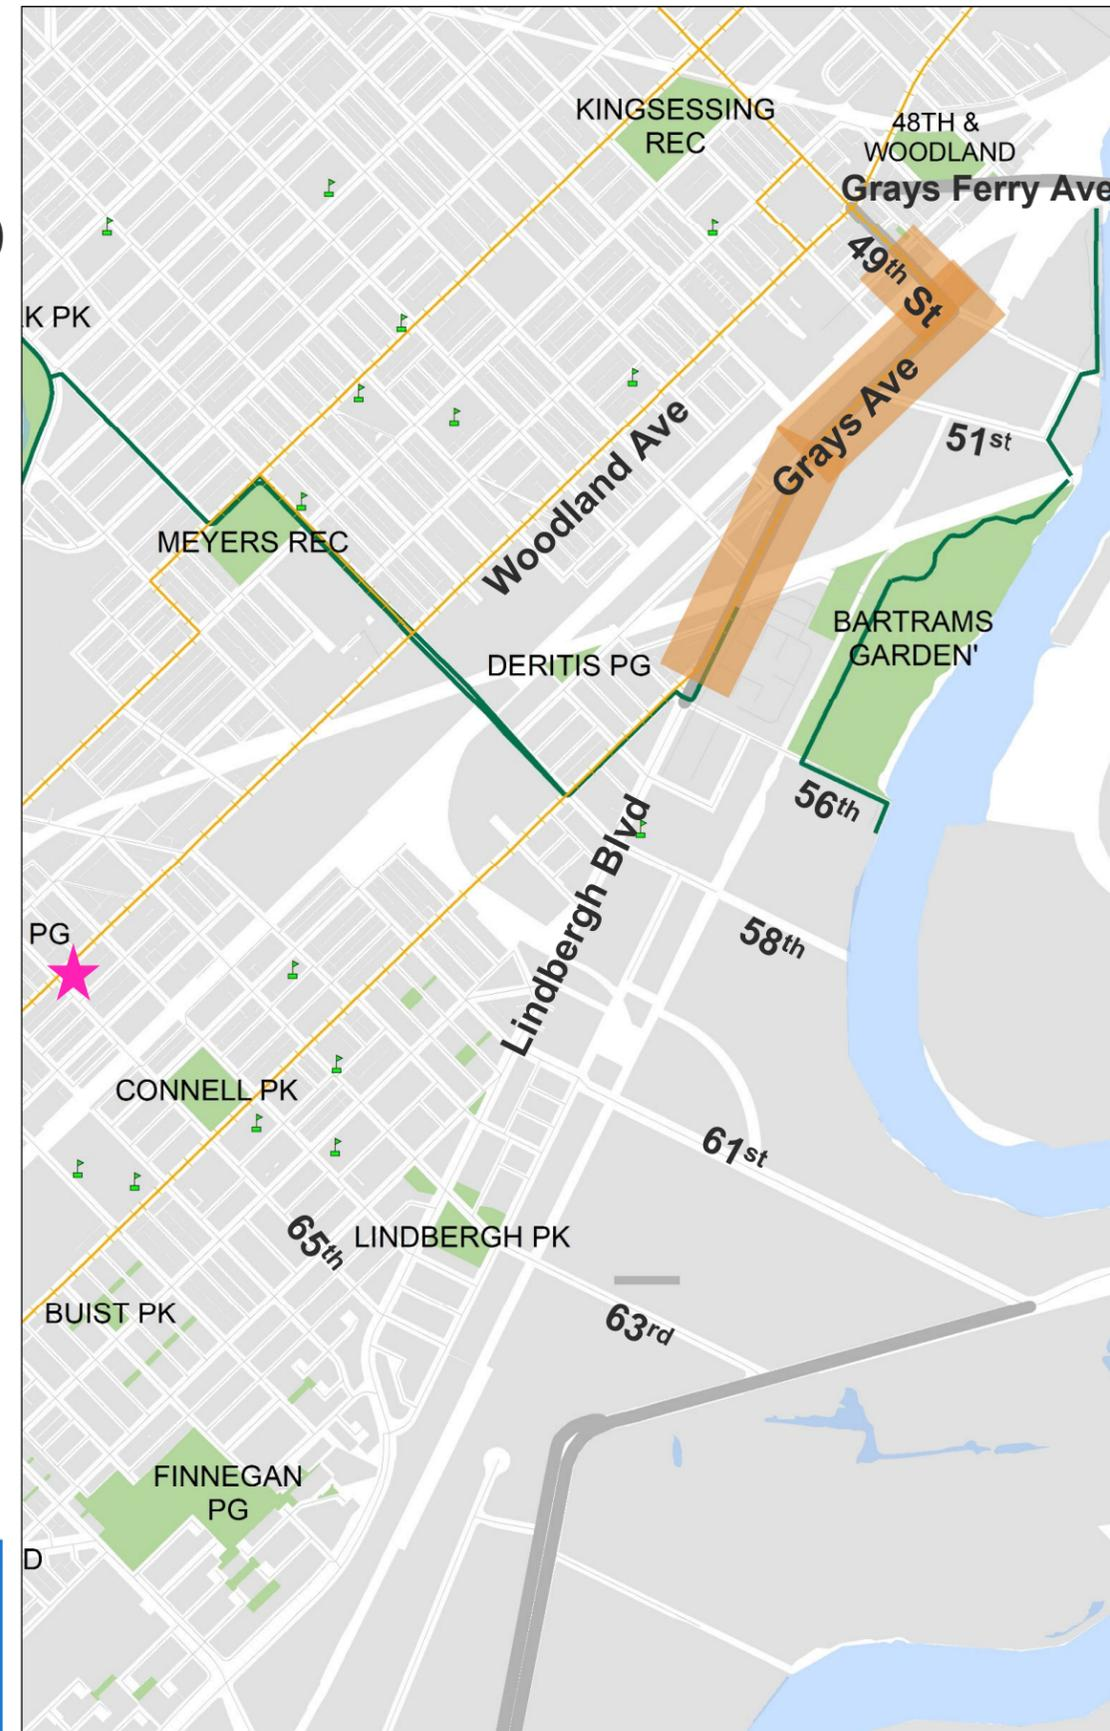 KINGSESSING
REC
48TH &
WOODLAND
Grays Ferry Ave
)
49th St
K PK
Grays Ave
51st
Woodland Ave
MEYERS REC
BARTRAMS
GARDEN'
DERITIS PG
56th
Lindbergh Blvd
PG
58th
CONNELL PK
61st
65th
LINDBERGH PK
BUIST PK
63rd
FINNEGAN
PG
D